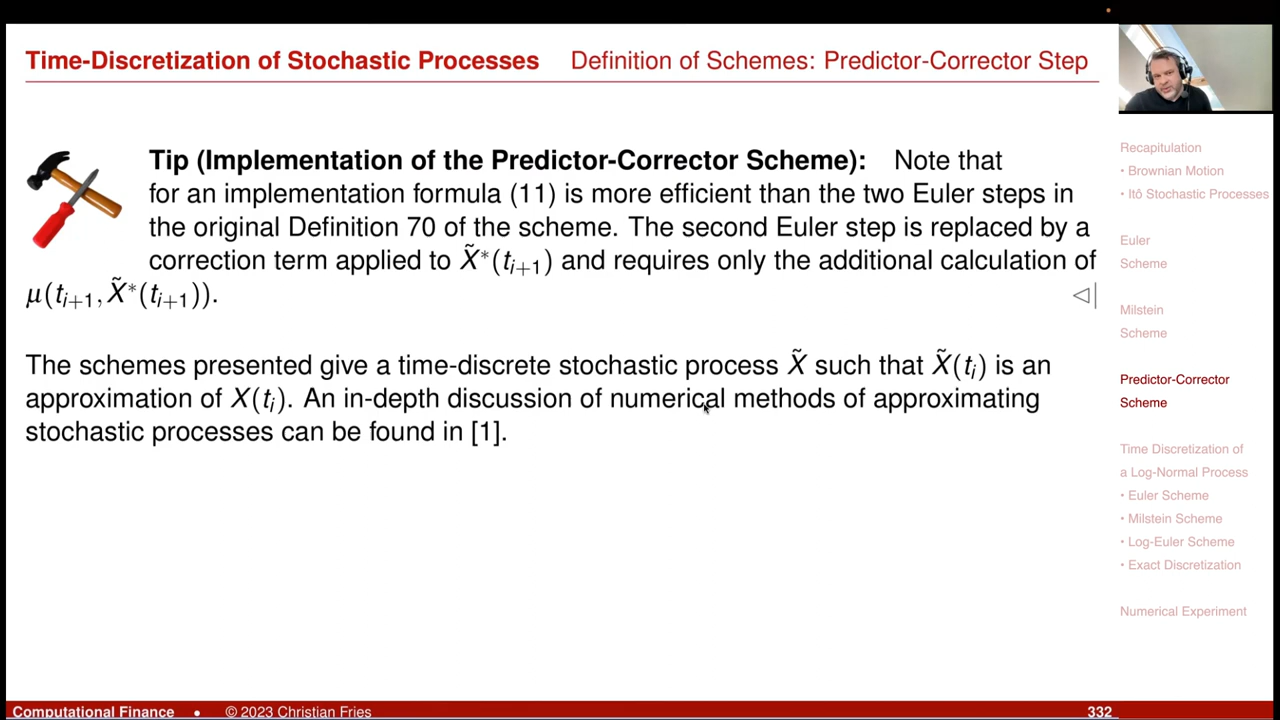 Time-Discretization of Stochastic Processes Definition of Schemes: Predictor-Corrector Step
Tip (Implementation of the Predictor-Corrector Scheme): Note that
for an implementation formula (11) is more efficient than the two Euler steps in
the original Definition 70 of the scheme. The second Euler step is replaced by a
correction term applied to X̃*(tᵢ₊₁) and requires only the additional calculation of
μ(tᵢ₊₁, X̃*(tᵢ₊₁)). ◁|
The schemes presented give a time-discrete stochastic process X̃ such that X̃(tᵢ) is an
approximation of X(tᵢ). An in-depth discussion of numerical methods of approximating
stochastic processes can be found in [1].
Recapitulation
• Brownian Motion
• Itô Stochastic Processes
Euler
Scheme
Milstein
Scheme
Predictor-Corrector
Scheme
Time Discretization of
a Log-Normal Process
• Euler Scheme
• Milstein Scheme
• Log-Euler Scheme
• Exact Discretization
Numerical Experiment
Computational Finance • © 2023 Christian Fries 332